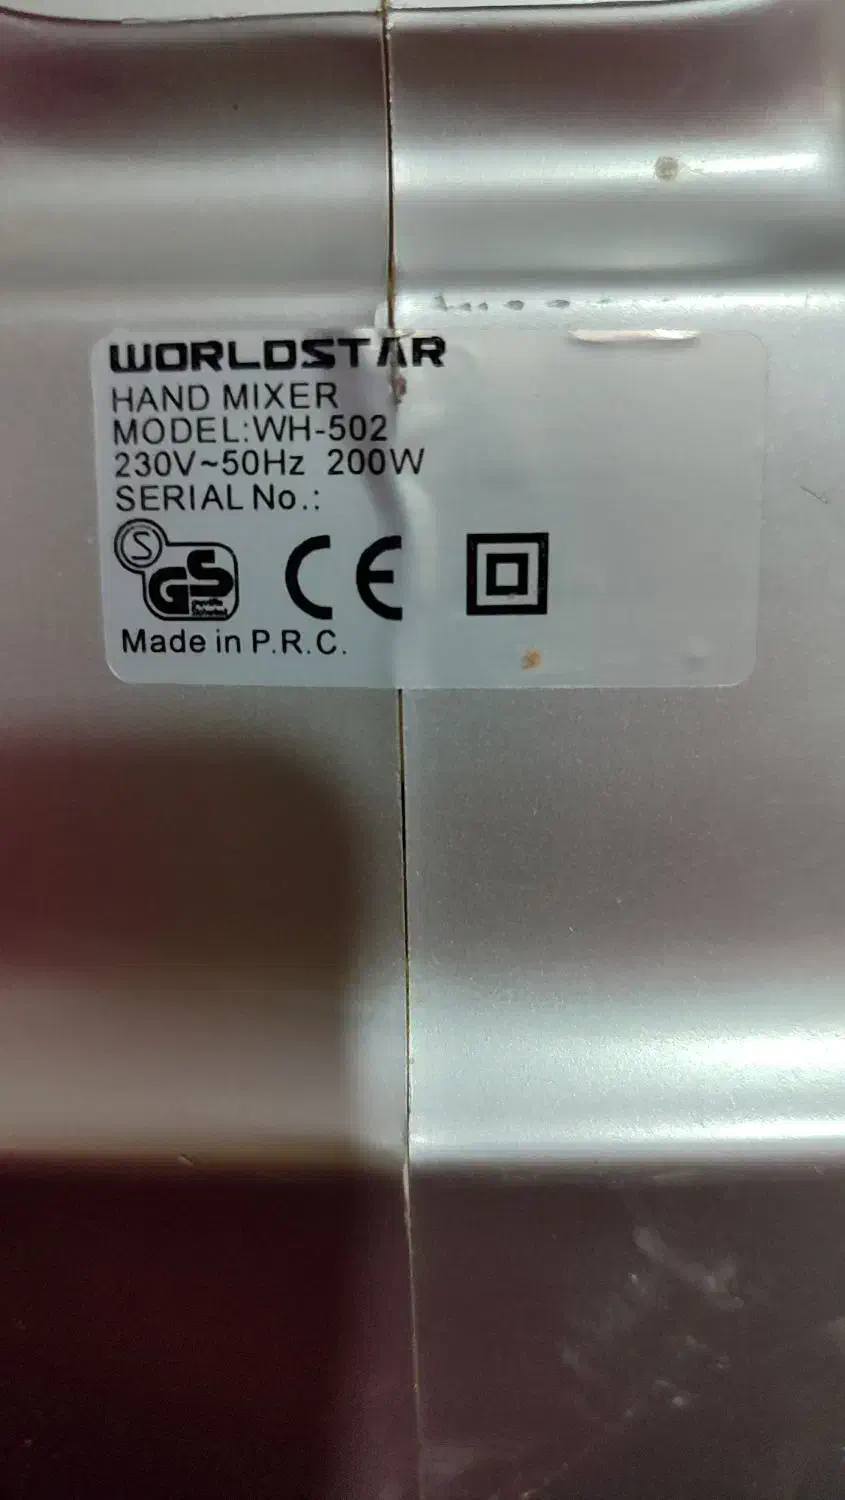 WORLDSTAR
HAND MIXER
MODEL:WH-502
230V~50Hz 200W
SERIAL No.:
S GS CE
Made in P.R.C.